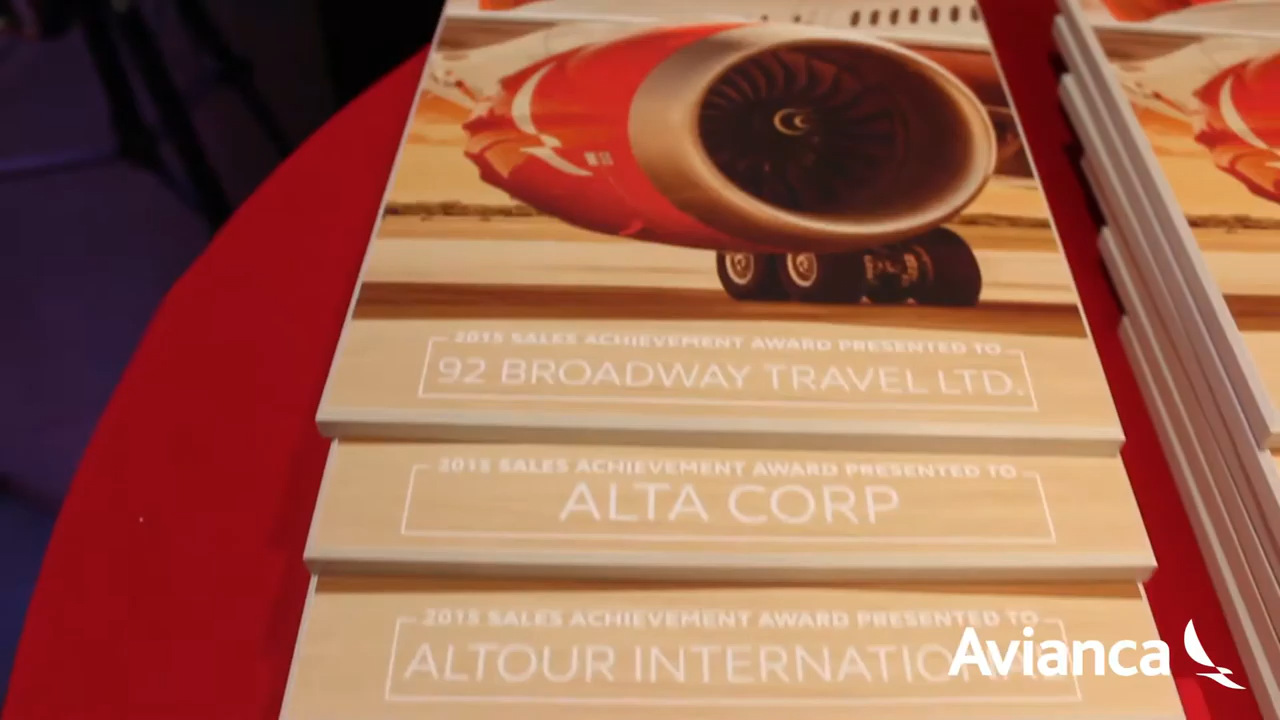 2015 SALES ACHIEVEMENT AWARD PRESENTED TO
92 BROADWAY TRAVEL LTD.
2015 SALES ACHIEVEMENT AWARD PRESENTED TO
ALTA CORP
2015 SALES ACHIEVEMENT AWARD PRESENTED TO
ALTOUR
Avianca